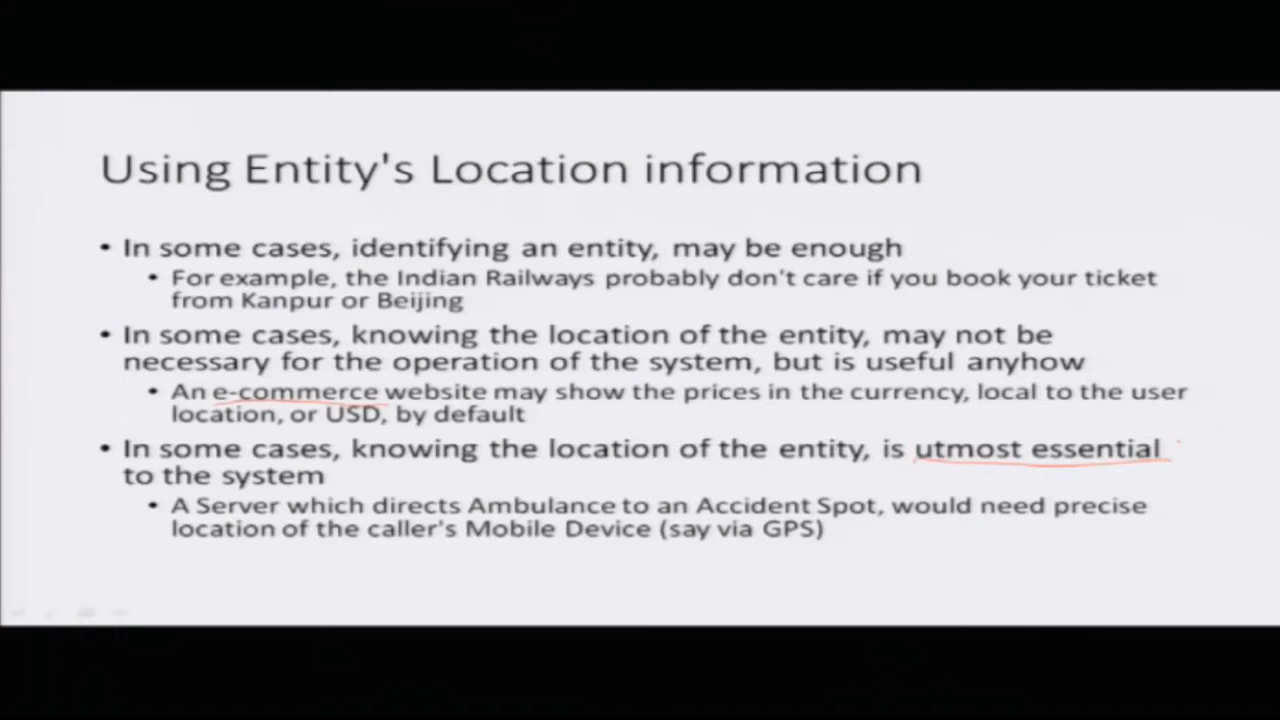 Using Entity's Location information
• In some cases, identifying an entity, may be enough
• For example, the Indian Railways probably don't care if you book your ticket
from Kanpur or Beijing
• In some cases, knowing the location of the entity, may not be
necessary for the operation of the system, but is useful anyhow
• An e-commerce website may show the prices in the currency, local to the user
location, or USD, by default
• In some cases, knowing the location of the entity, is utmost essential
to the system
• A Server which directs Ambulance to an Accident Spot, would need precise
location of the caller's Mobile Device (say via GPS)